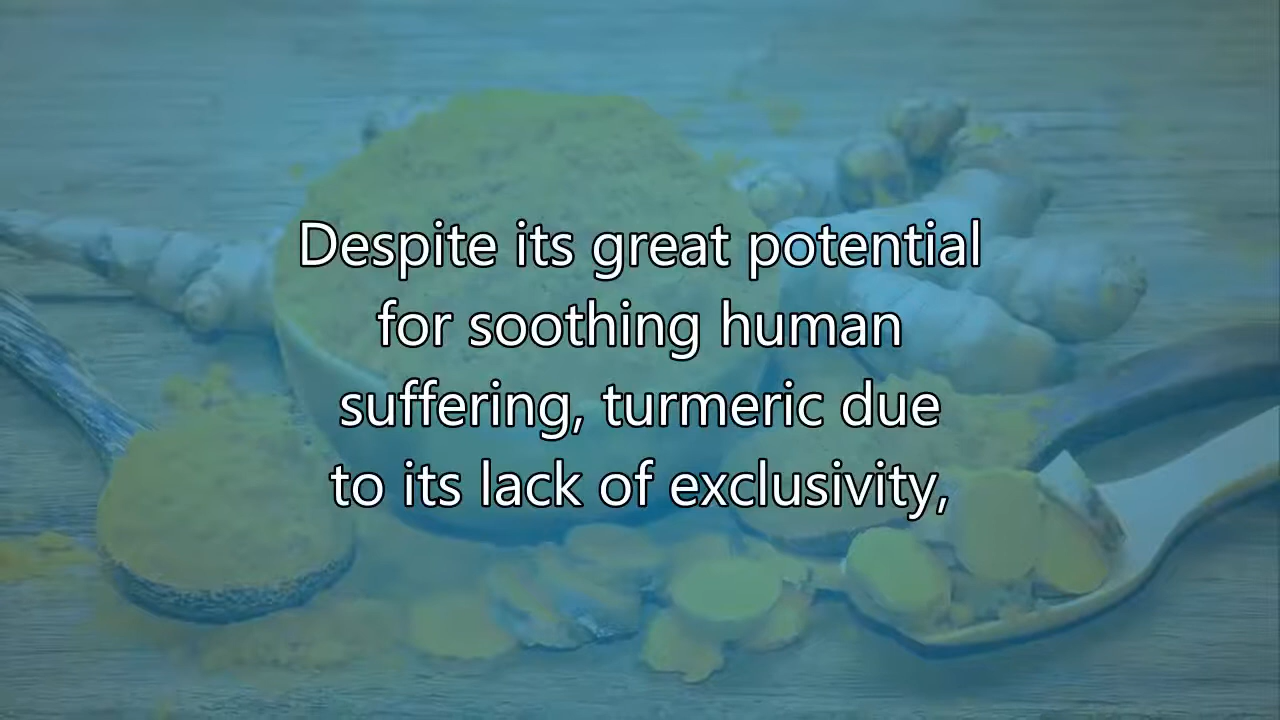 Despite its great potential
for soothing human
suffering, turmeric due
to its lack of exclusivity,